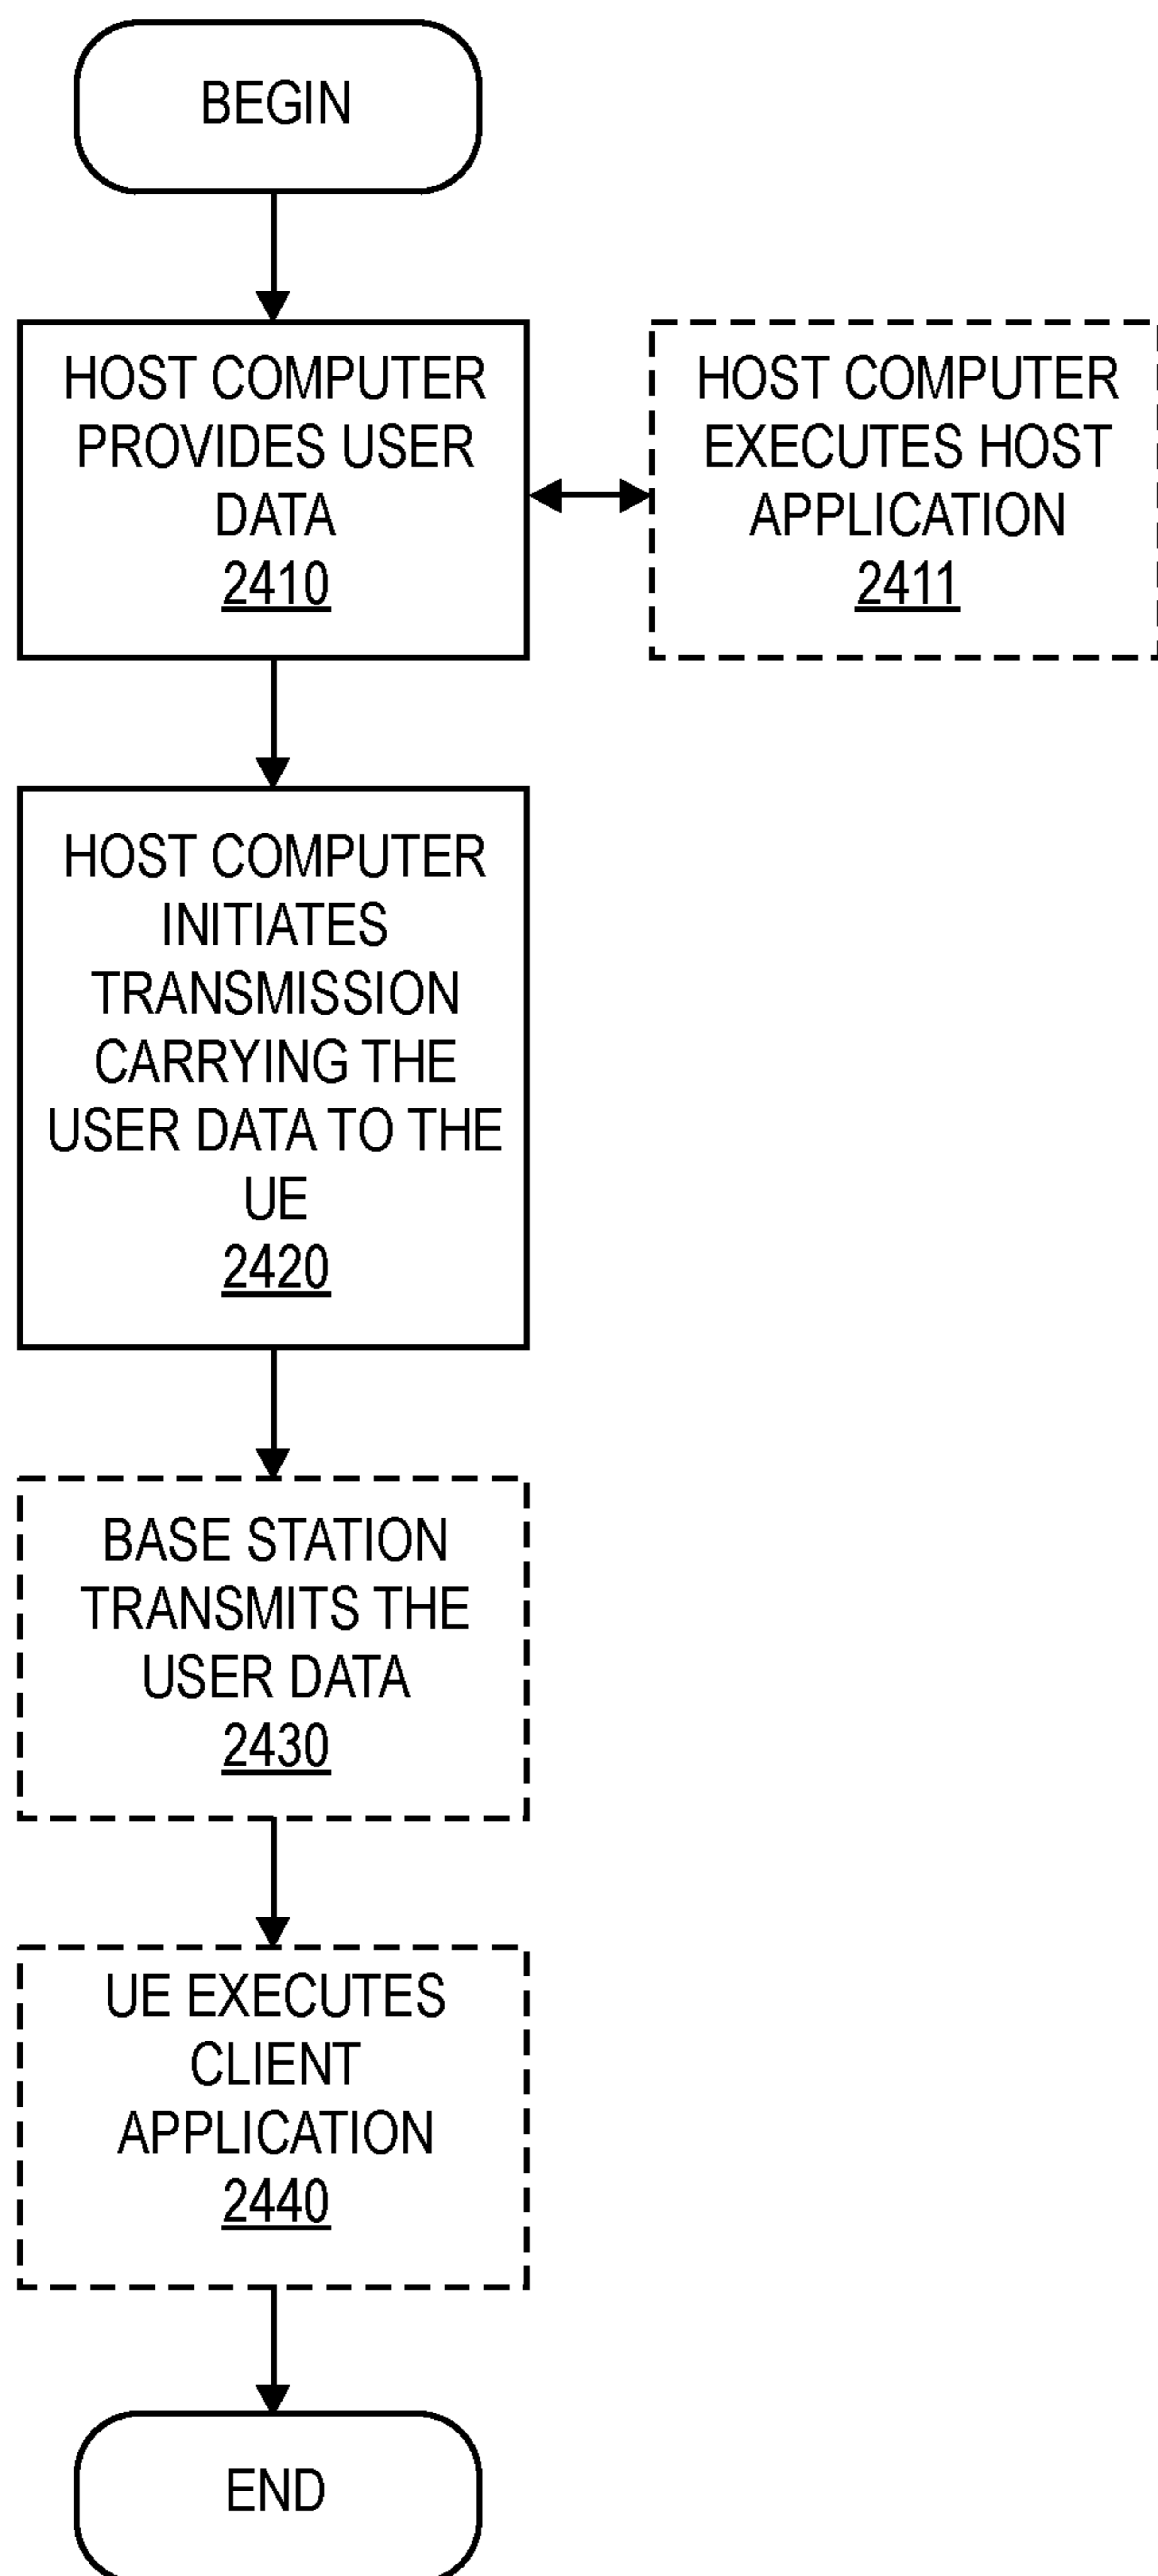 BEGIN
HOST COMPUTER
PROVIDES USER
DATA
2410
HOST COMPUTER
EXECUTES HOST
APPLICATION
2411
HOST COMPUTER
INITIATES
TRANSMISSION
CARRYING THE
USER DATA TO THE
UE
2420
BASE STATION
TRANSMITS THE
USER DATA
2430
UE EXECUTES
CLIENT
APPLICATION
2440
END